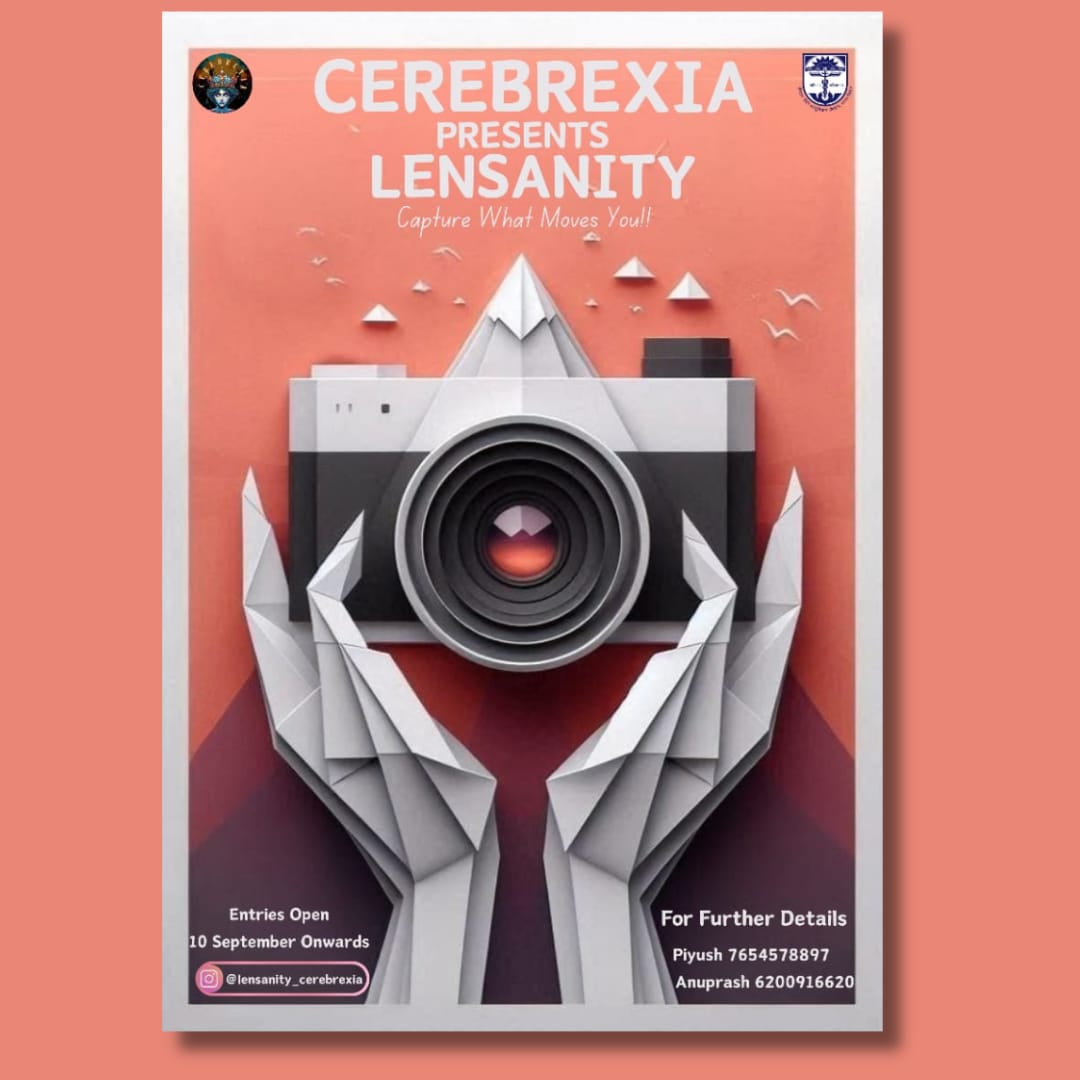 CEREBREXIA
PRESENTS
LENSANITY
Capture What Moves You!!
Entries Open
10 September Onwards
@lensanity_cerebrexia
For Further Details
Piyush 7654578897
Anuprash 6200916620